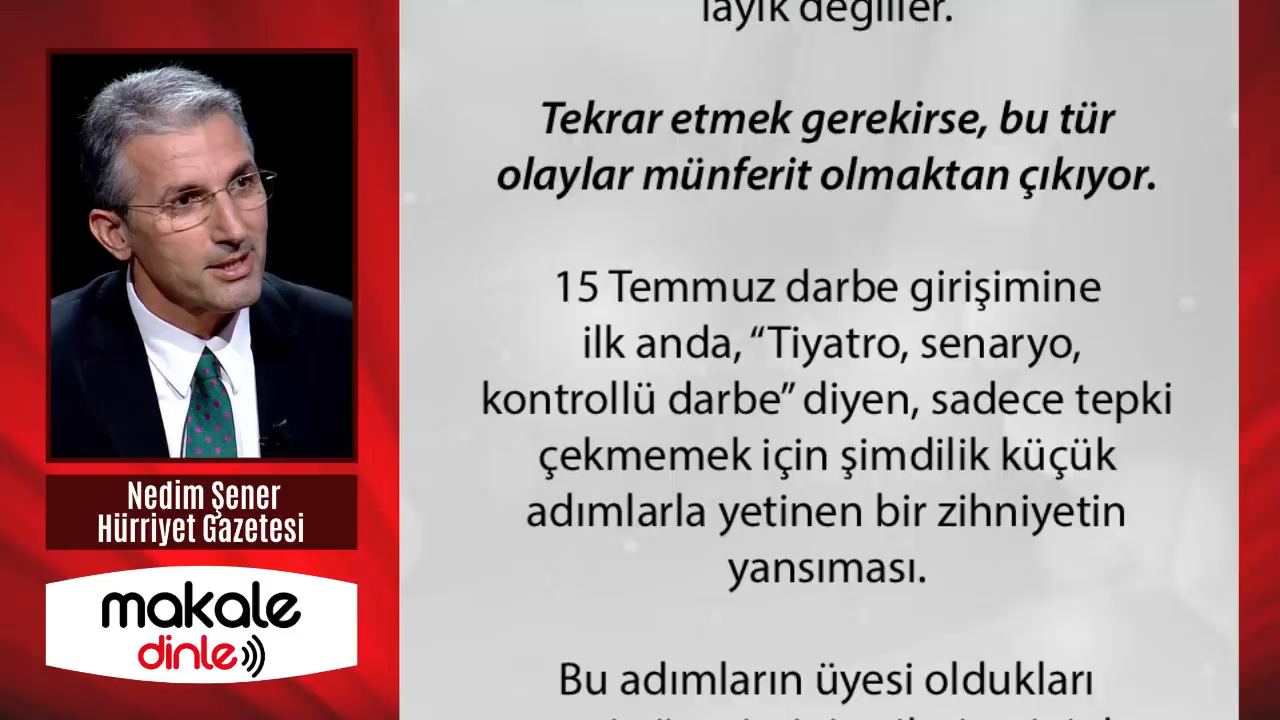 layık değiller.
Tekrar etmek gerekirse, bu tür
olaylar münferit olmaktan çıkıyor.
15 Temmuz darbe girişimine
ilk anda, “Tiyatro, senaryo,
kontrollü darbe” diyen, sadece tepki
çekmemek için şimdilik küçük
adımlarla yetinen bir zihniyetin
yansıması.
Bu adımların üyesi oldukları
Nedim Şener
Hürriyet Gazetesi
makale
dinle